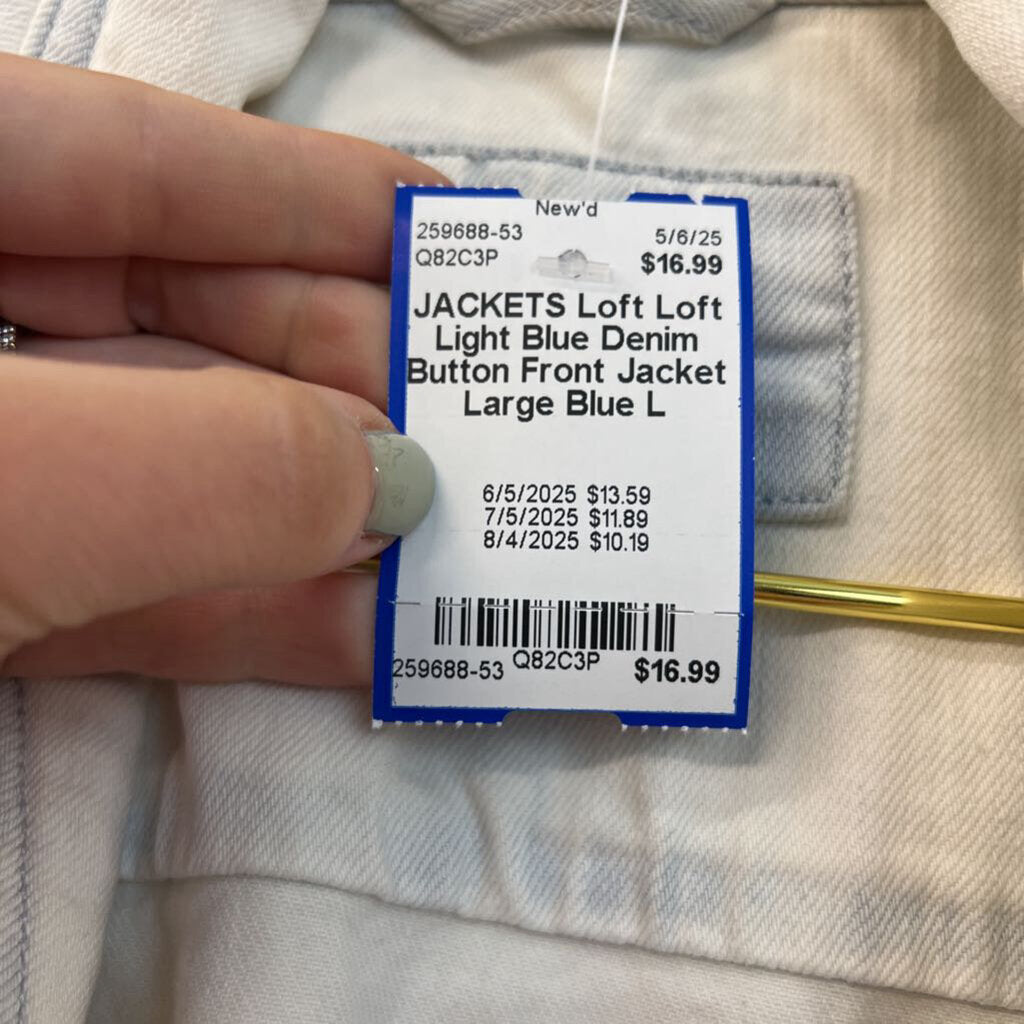 New'd
259688-53 5/6/25
Q82C3P $16.99
JACKETS Loft Loft
Light Blue Denim
Button Front Jacket
Large Blue L
6/5/2025 $13.59
7/5/2025 $11.89
8/4/2025 $10.19
259688-53 Q82C3P $16.99